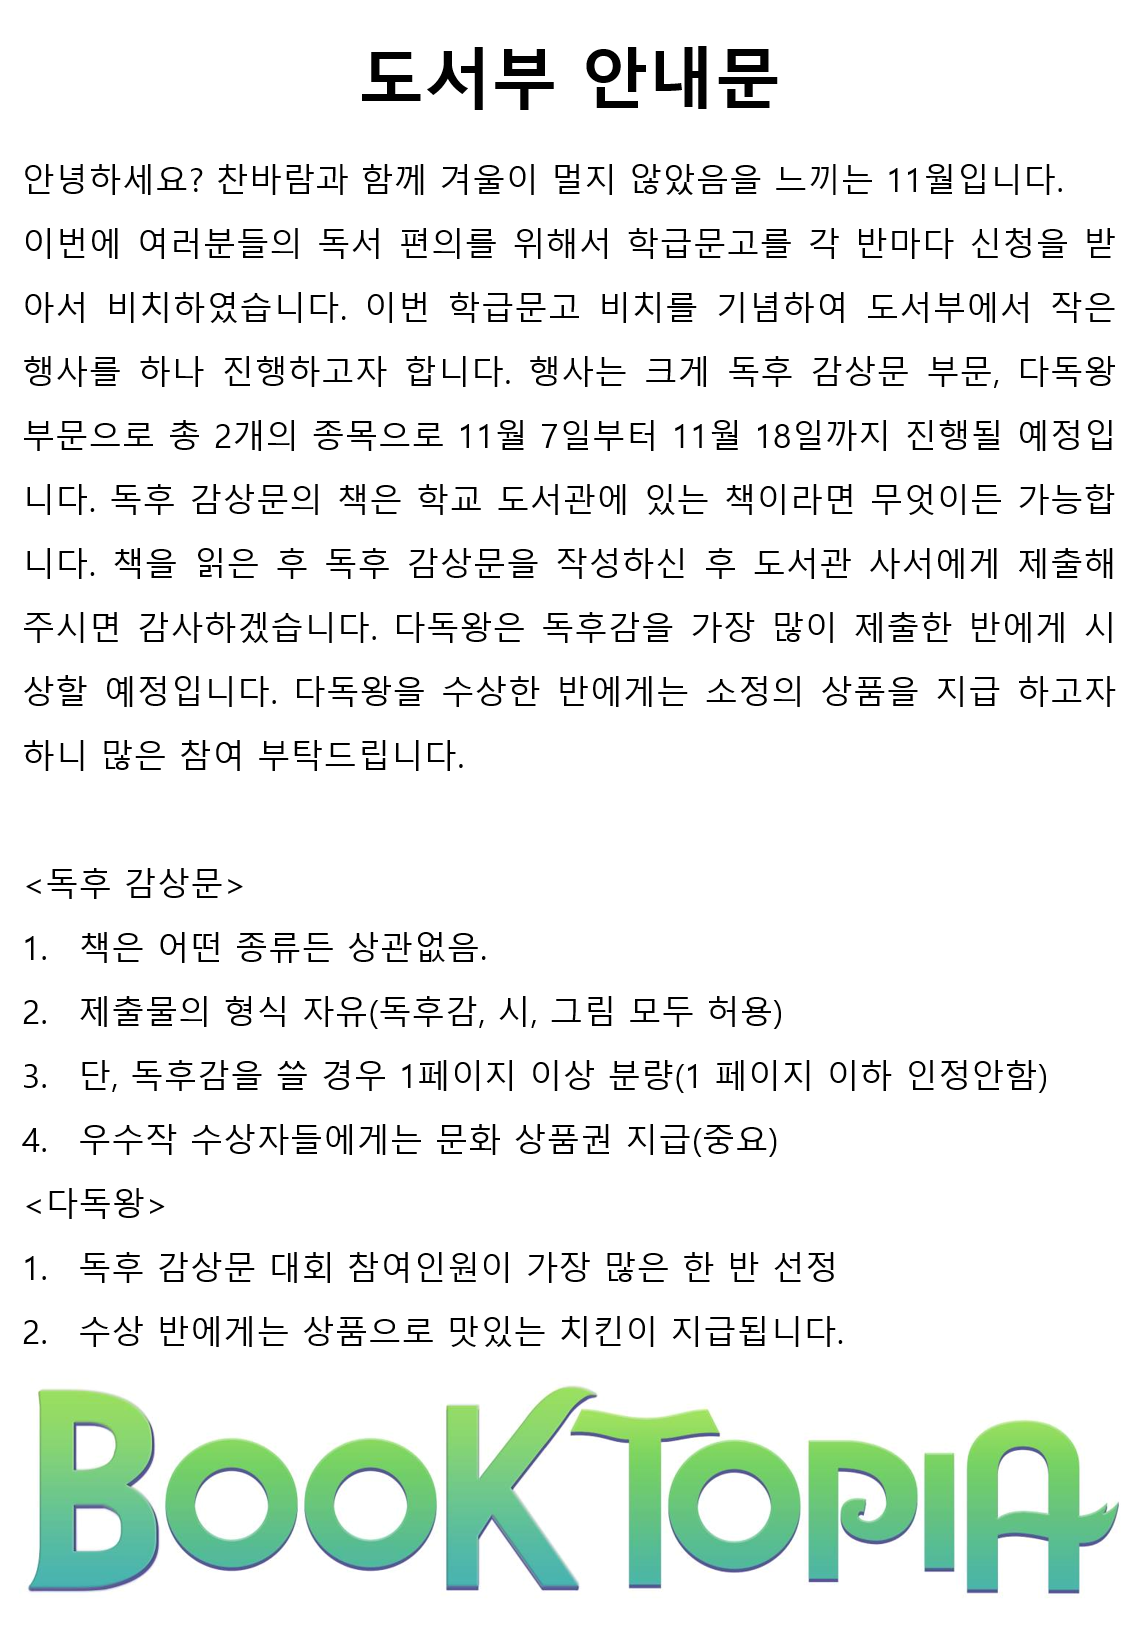 도서부 안내문
안녕하세요? 찬바람과 함께 겨울이 멀지 않았음을 느끼는 11월입니다.
이번에 여러분들의 독서 편의를 위해서 학급문고를 각 반마다 신청을 받
아서 비치하였습니다. 이번 학급문고 비치를 기념하여 도서부에서 작은
행사를 하나 진행하고자 합니다. 행사는 크게 독후 감상문 부문, 다독왕
부문으로 총 2개의 종목으로 11월 7일부터 11월 18일까지 진행될 예정입
니다. 독후 감상문의 책은 학교 도서관에 있는 책이라면 무엇이든 가능합
니다. 책을 읽은 후 독후 감상문을 작성하신 후 도서관 사서에게 제출해
주시면 감사하겠습니다. 다독왕은 독후감을 가장 많이 제출한 반에게 시
상할 예정입니다. 다독왕을 수상한 반에게는 소정의 상품을 지급 하고자
하니 많은 참여 부탁드립니다.
<독후 감상문>
1. 책은 어떤 종류든 상관없음.
2. 제출물의 형식 자유(독후감, 시, 그림 모두 허용)
3. 단, 독후감을 쓸 경우 1페이지 이상 분량(1 페이지 이하 인정안함)
4. 우수작 수상자들에게는 문화 상품권 지급(중요)
<다독왕>
1. 독후 감상문 대회 참여인원이 가장 많은 한 반 선정
2. 수상 반에게는 상품으로 맛있는 치킨이 지급됩니다.
BOOKTOPIA